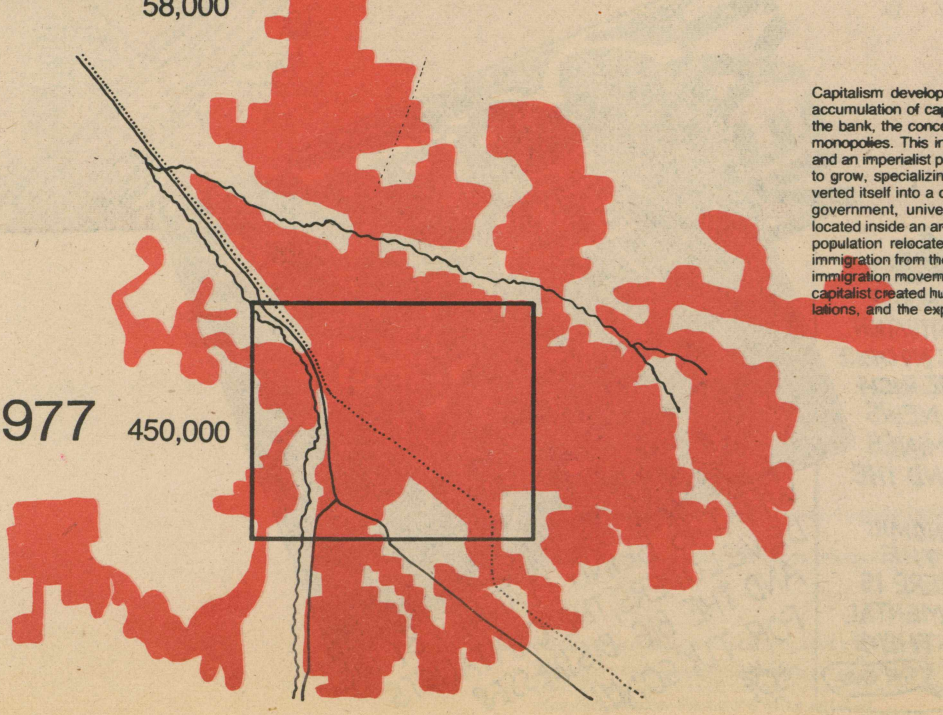 58,000
977
450,000
Capitalism develop
accumulation of cap
the bank, the conce
monopolies. This in
and an imperialist p
to grow, specializin
verted itself into a c
government, unive
located inside an ar
population relocate
immigration from the
immigration movem
capitalist created hu
lations, and the exp